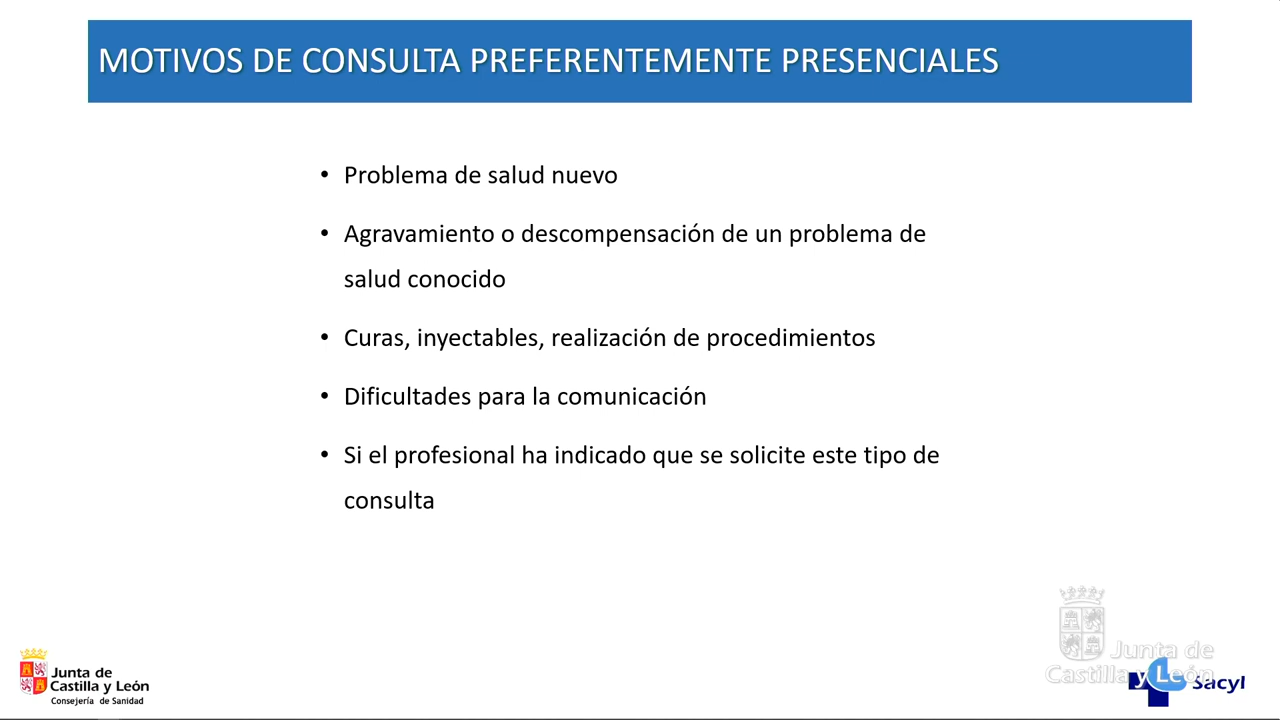 MOTIVOS DE CONSULTA PREFERENTEMENTE PRESENCIALES
• Problema de salud nuevo
• Agravamiento o descompensación de un problema de
salud conocido
• Curas, inyectables, realización de procedimientos
• Dificultades para la comunicación
• Si el profesional ha indicado que se solicite este tipo de
consulta
Junta de
Castilla y León
Consejería de Sanidad
Junta de
Castilla y León
Sacyl